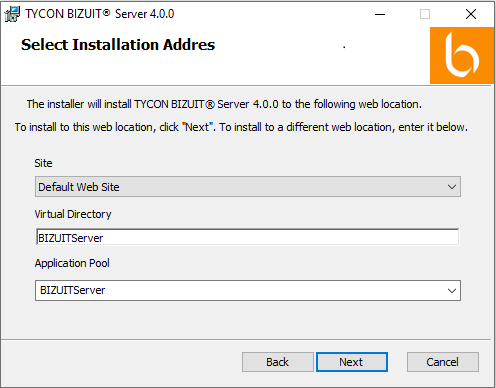 TYCON BIZUIT® Server 4.0.0
Select Installation Addres
The installer will install TYCON BIZUIT® Server 4.0.0 to the following web location.
To install to this web location, click "Next". To install to a different web location, enter it below.
Site
Default Web Site
Virtual Directory
BIZUITServer
Application Pool
BIZUITServer
Back
Next
Cancel